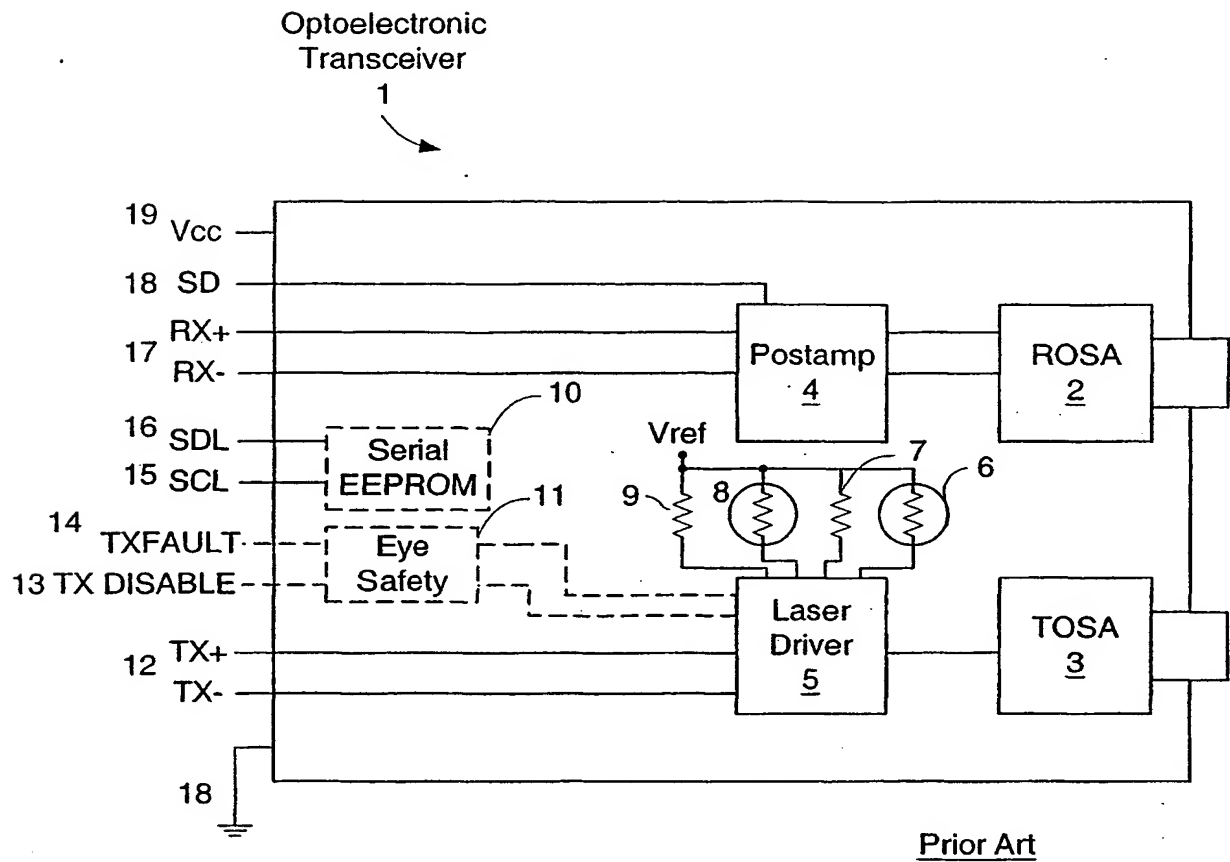 Optoelectronic
Transceiver
1
19 Vcc
18 SD
RX+
17
RX-
Postamp
4
ROSA
2
10
16 SDL
15 SCL
Serial
EEPROM
Vref
7
6
9
8
11
14
TXFAULT
13 TX DISABLE
Eye
Safety
12 TX+
TX-
Laser
Driver
5
TOSA
3
18
Prior Art